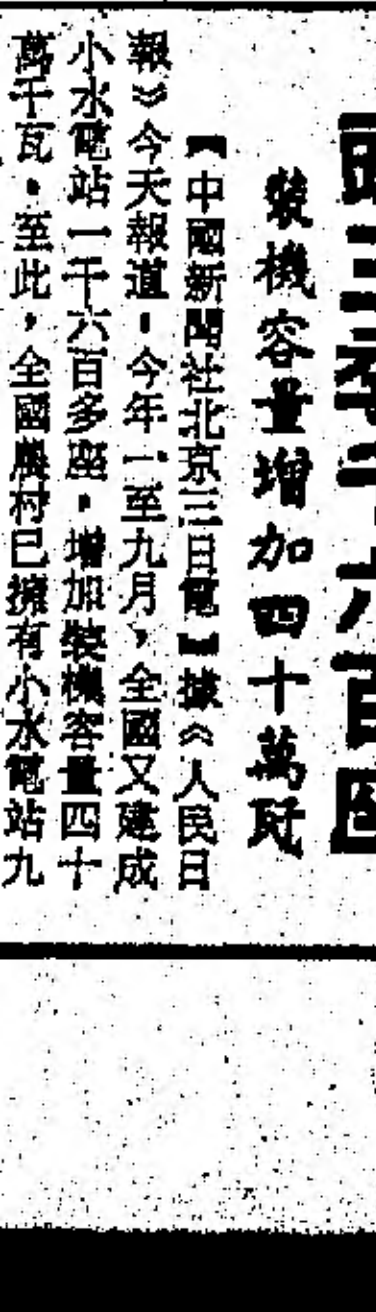 裝機容量增加四十萬瓩
【中國新聞社北京三日電】據《人民日
報》今天報道,今年一至九月,全國又建成
小水電站一千六百多座,增加裝機容量四十
萬千瓦。至此,全國農村已擁有小水電站九